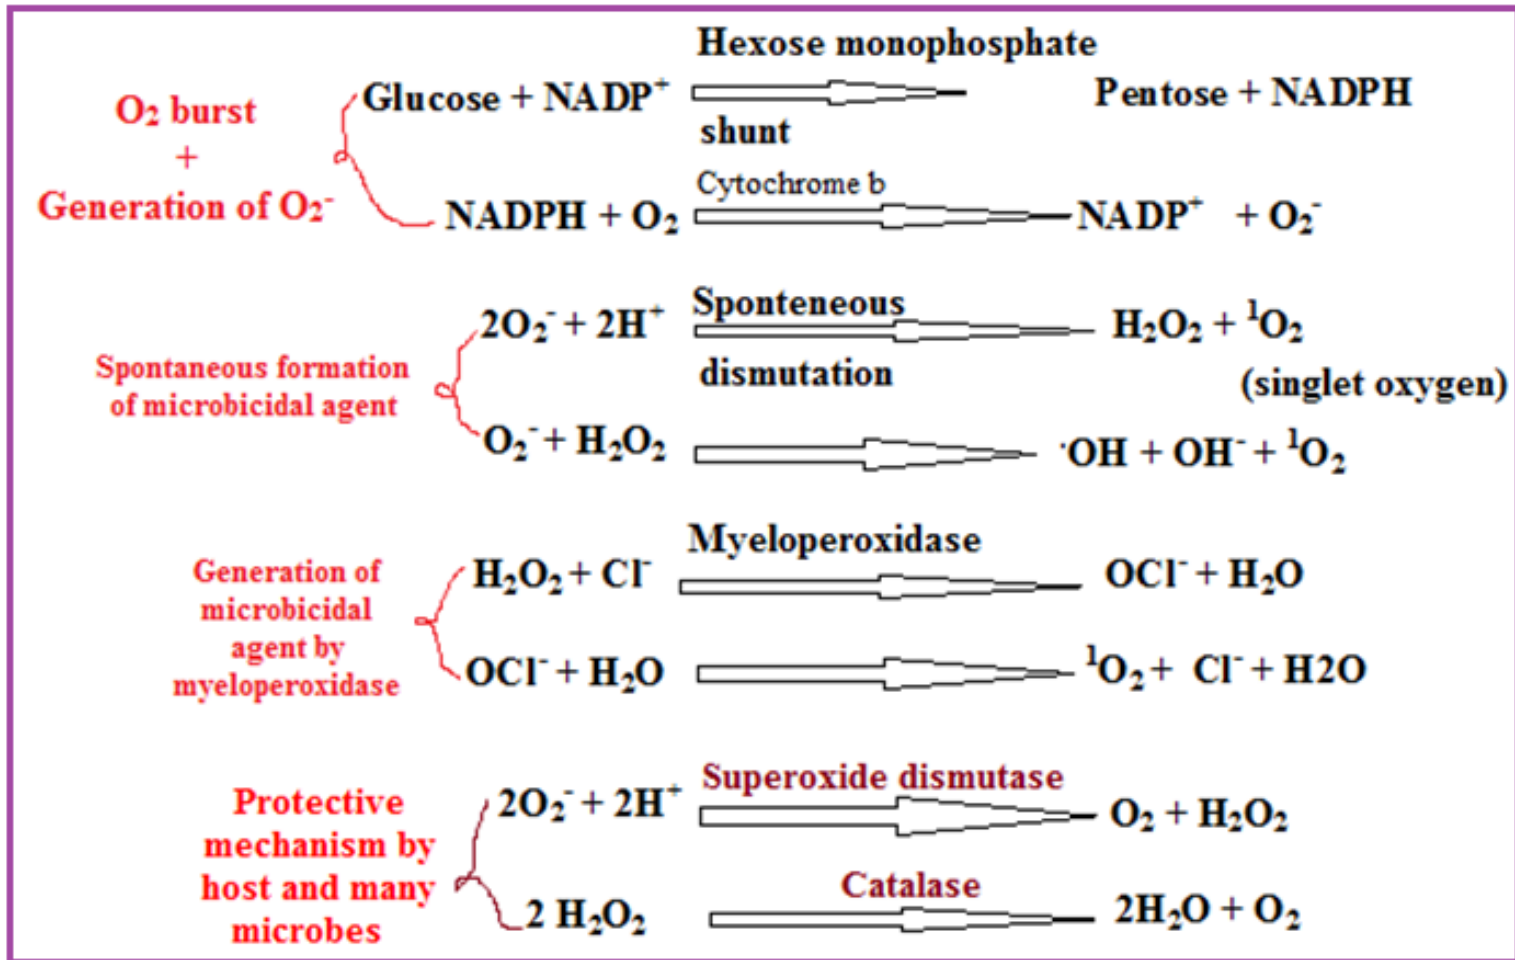 Hexose monophosphate
O₂ burst
+
Generation of O₂⁻
Glucose + NADP⁺
Pentose + NADPH
shunt
Cytochrome b
NADPH + O₂
NADP⁺ + O₂⁻
Spontaneous formation
of microbicidal agent
2O₂⁻ + 2H⁺
Sponteneous
dismutation
H₂O₂ + ¹O₂
(singlet oxygen)
O₂⁻ + H₂O₂
·OH + OH⁻ + ¹O₂
Generation of
microbicidal
agent by
myeloperoxidase
Myeloperoxidase
H₂O₂ + Cl⁻
OCl⁻ + H₂O
OCl⁻ + H₂O
¹O₂ + Cl⁻ + H2O
Protective
mechanism by
host and many
microbes
Superoxide dismutase
2O₂⁻ + 2H⁺
O₂ + H₂O₂
Catalase
2 H₂O₂
2H₂O + O₂